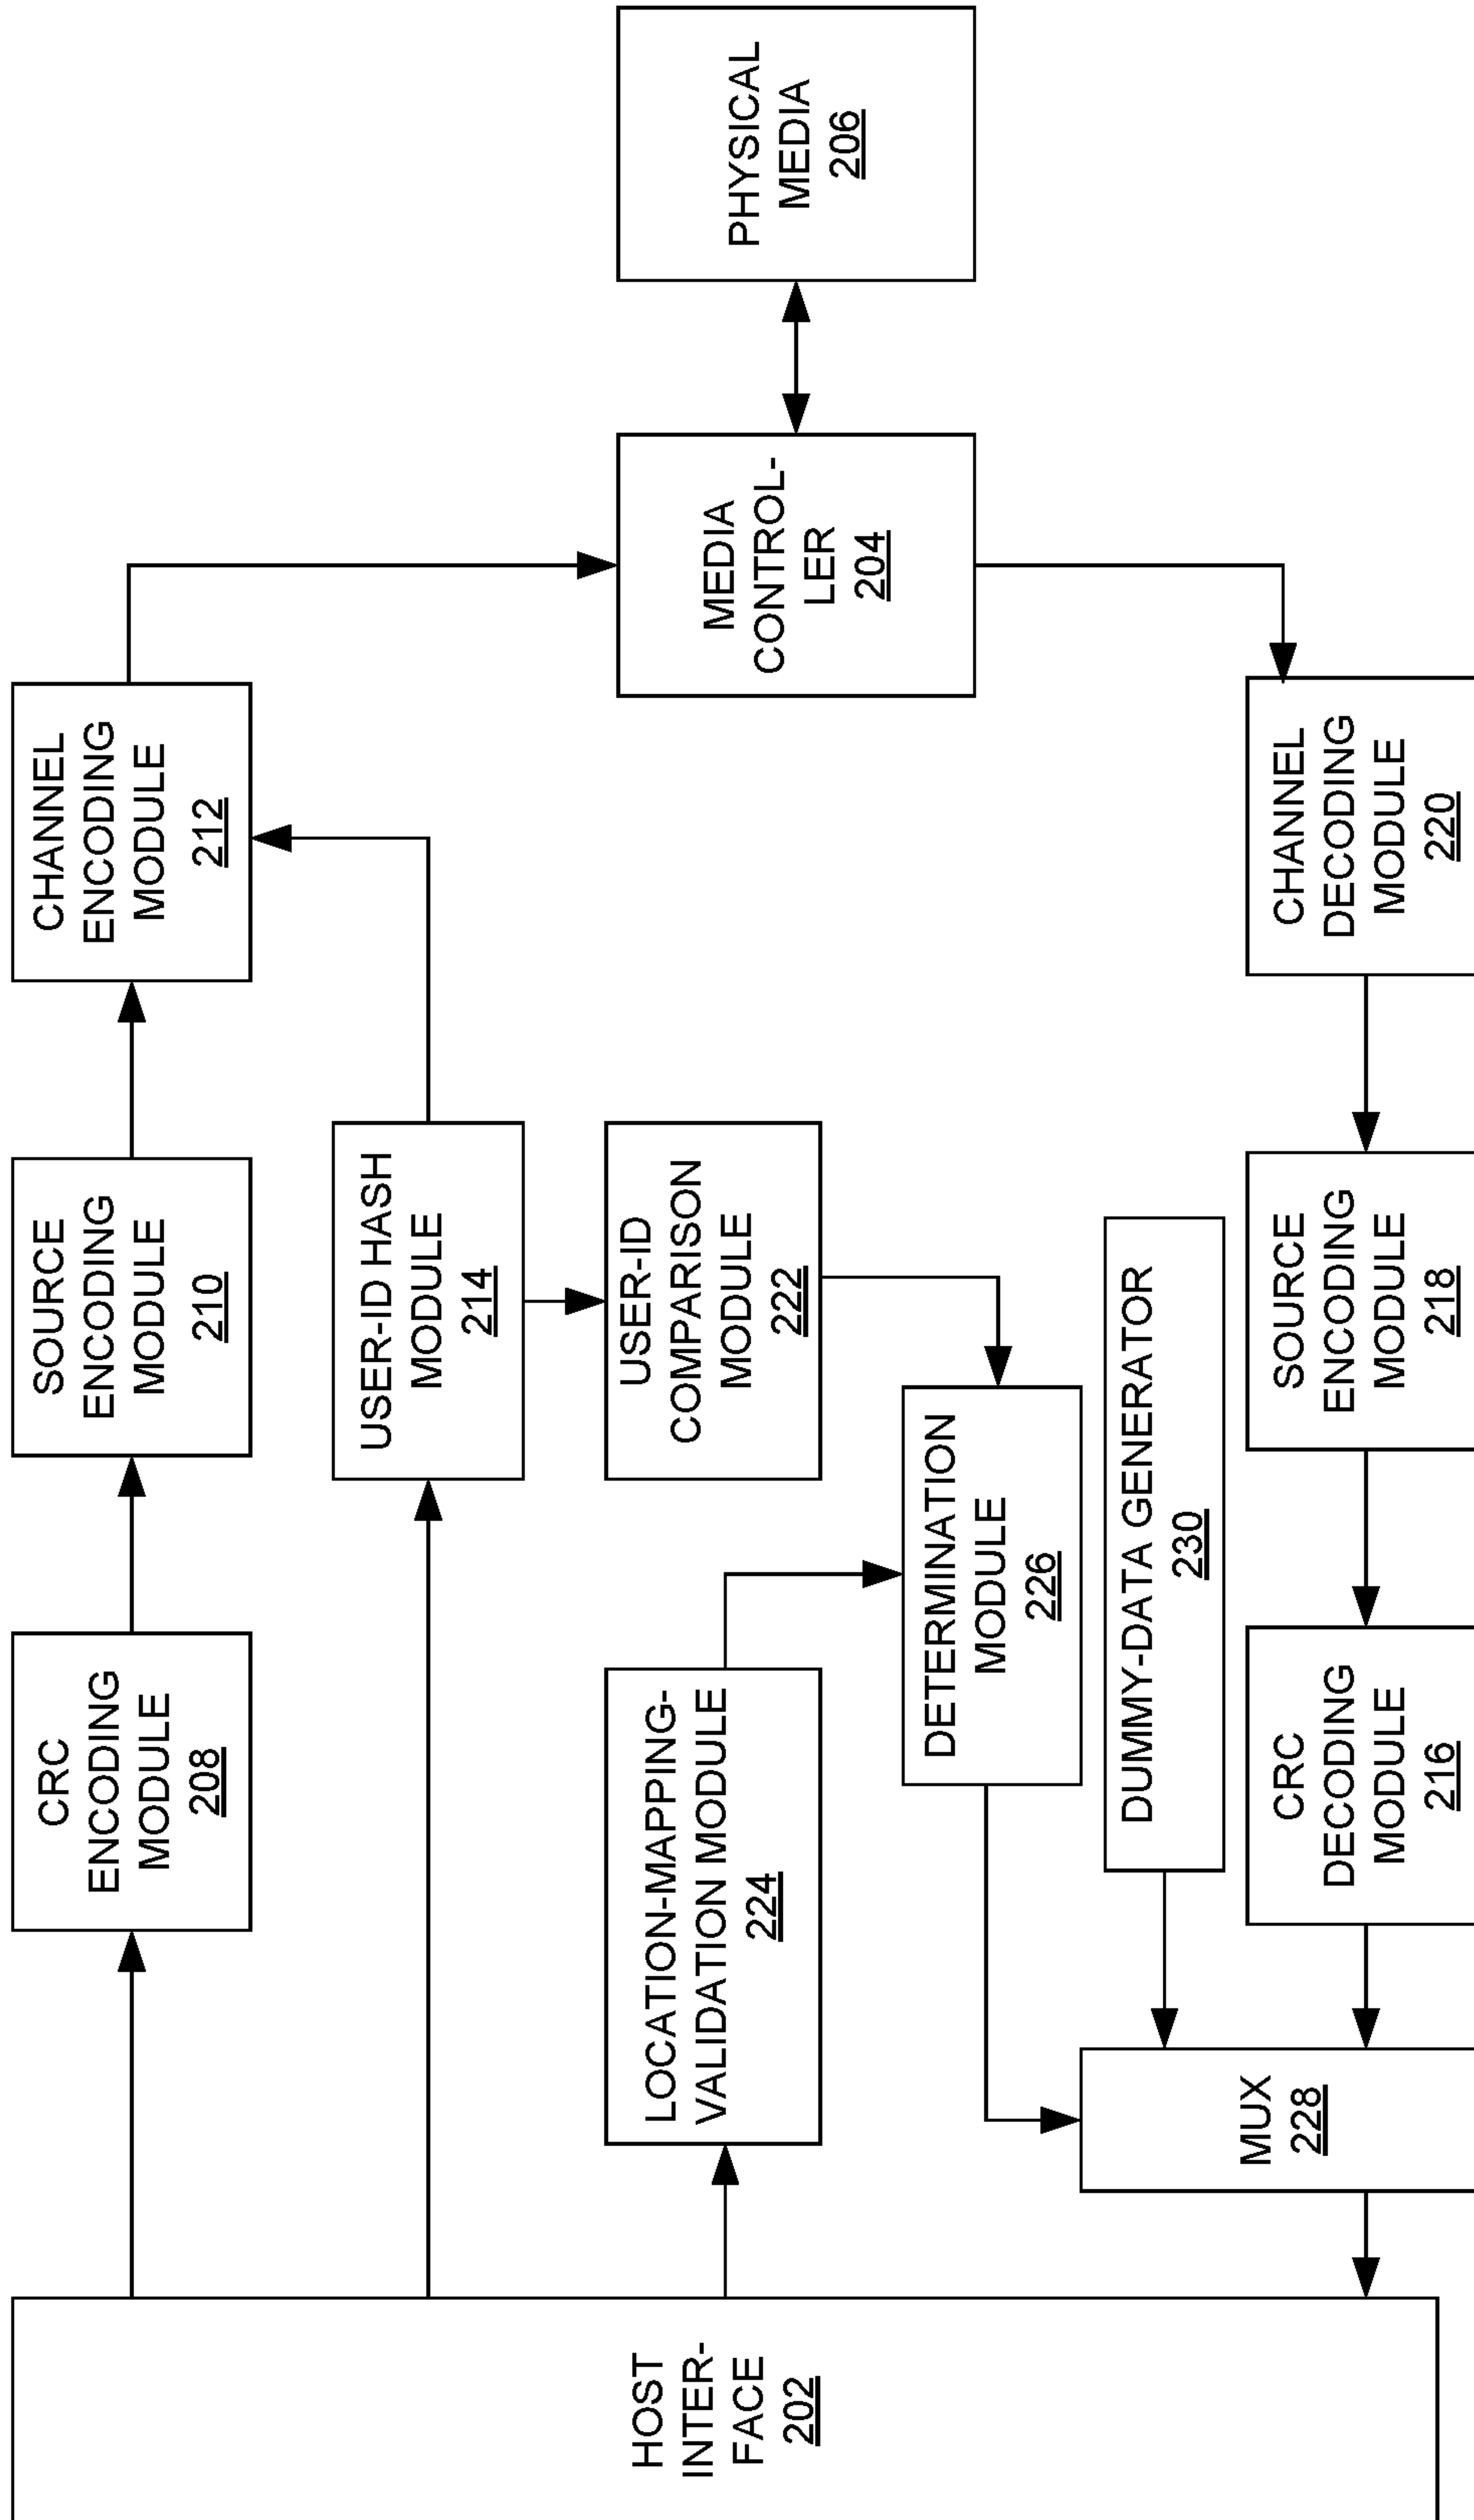 HOST
INTER-
FACE
202
CRC
ENCODING
MODULE
208
SOURCE
ENCODING
MODULE
210
CHANNEL
ENCODING
MODULE
212
USER-ID HASH
MODULE
214
LOCATION-MAPPING-
VALIDATION MODULE
224
USER-ID
COMPARISON
MODULE
222
MEDIA
CONTROL-
LER
204
PHYSICAL
MEDIA
206
DETERMINATION
MODULE
226
DUMMY-DATA GENERATOR
230
MUX
228
CRC
DECODING
MODULE
216
SOURCE
ENCODING
MODULE
218
CHANNEL
DECODING
MODULE
220